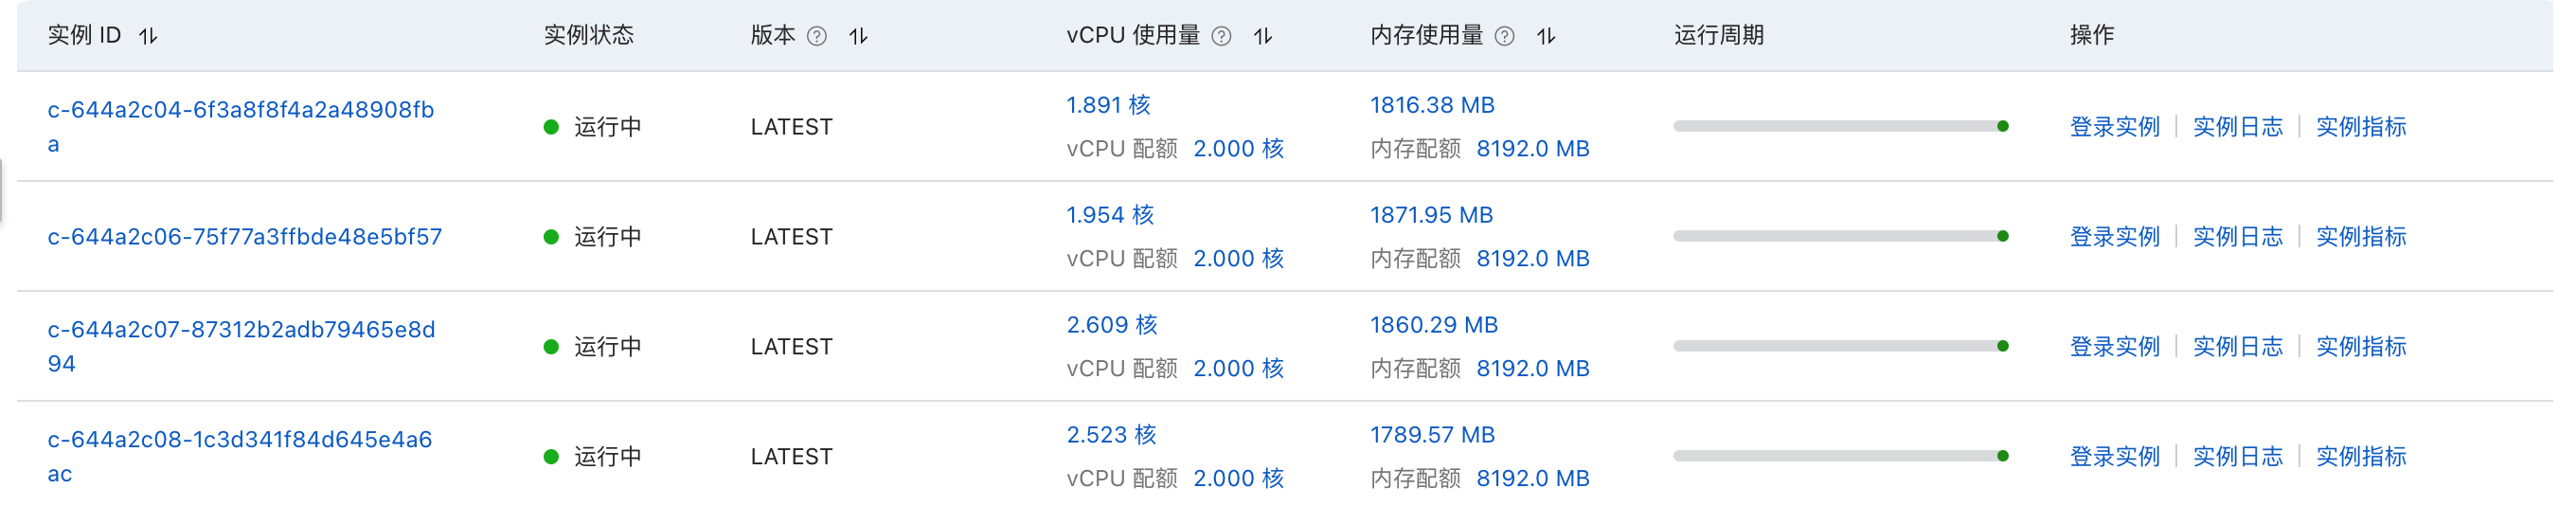 实例 ID 实例状态 版本 vCPU 使用量 内存使用量 运行周期 操作
c-644a2c04-6f3a8f8f4a2a48908fb
a
运行中 LATEST
1.891 核
vCPU 配额 2.000 核
1816.38 MB
内存配额 8192.0 MB
登录实例 | 实例日志 | 实例指标
c-644a2c06-75f77a3ffbde48e5bf57
运行中 LATEST
1.954 核
vCPU 配额 2.000 核
1871.95 MB
内存配额 8192.0 MB
登录实例 | 实例日志 | 实例指标
c-644a2c07-87312b2adb79465e8d
94
运行中 LATEST
2.609 核
vCPU 配额 2.000 核
1860.29 MB
内存配额 8192.0 MB
登录实例 | 实例日志 | 实例指标
c-644a2c08-1c3d341f84d645e4a6
ac
运行中 LATEST
2.523 核
vCPU 配额 2.000 核
1789.57 MB
内存配额 8192.0 MB
登录实例 | 实例日志 | 实例指标